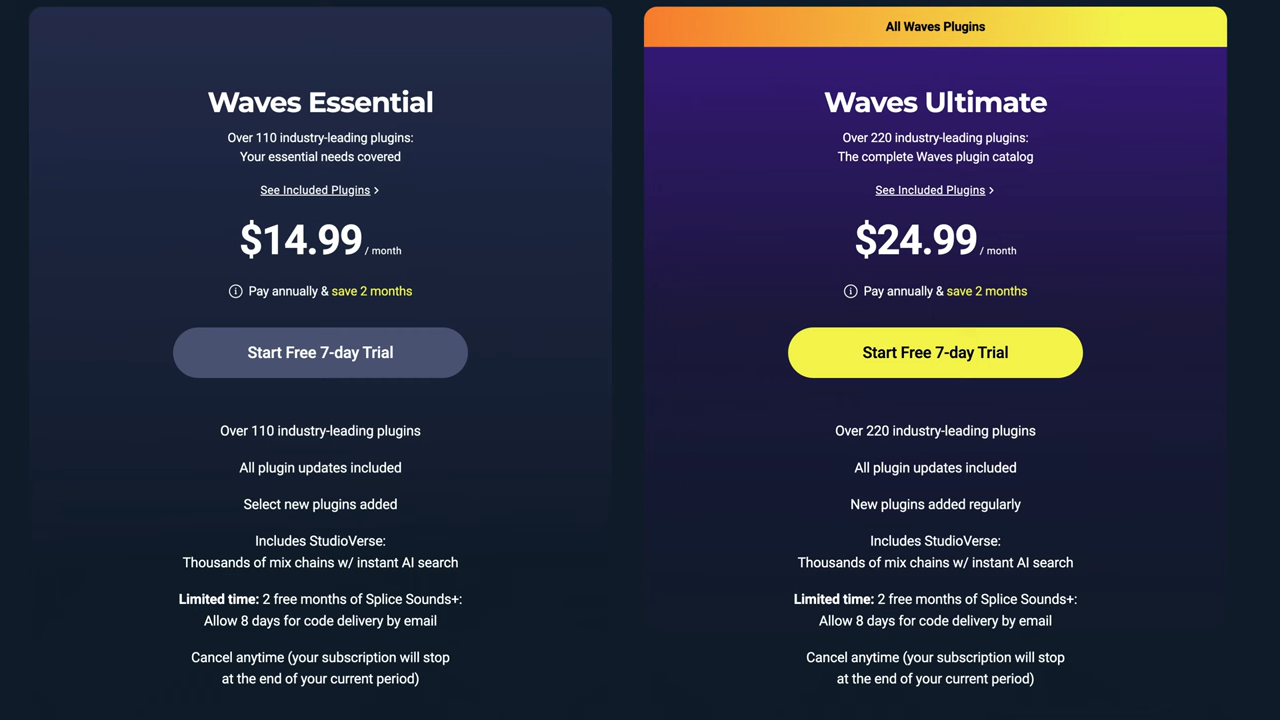 Waves Essential
Over 110 industry-leading plugins:
Your essential needs covered
See Included Plugins >
$14.99 / month
Pay annually & save 2 months
Start Free 7-day Trial
Over 110 industry-leading plugins
All plugin updates included
Select new plugins added
Includes StudioVerse:
Thousands of mix chains w/ instant AI search
Limited time: 2 free months of Splice Sounds+:
Allow 8 days for code delivery by email
Cancel anytime (your subscription will stop
at the end of your current period)
All Waves Plugins
Waves Ultimate
Over 220 industry-leading plugins:
The complete Waves plugin catalog
See Included Plugins >
$24.99 / month
Pay annually & save 2 months
Start Free 7-day Trial
Over 220 industry-leading plugins
All plugin updates included
New plugins added regularly
Includes StudioVerse:
Thousands of mix chains w/ instant AI search
Limited time: 2 free months of Splice Sounds+:
Allow 8 days for code delivery by email
Cancel anytime (your subscription will stop
at the end of your current period)